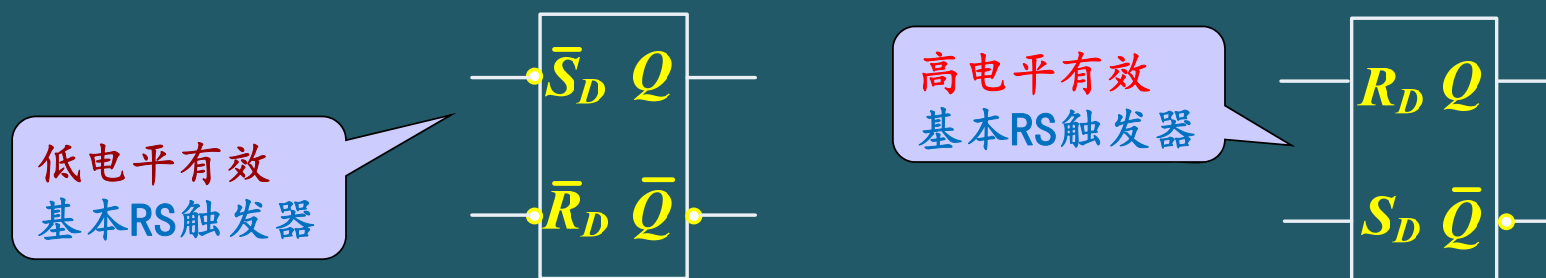 低电平有效
基本RS触发器
S̅D Q
R̅D Q̅
高电平有效
基本RS触发器
RD Q
SD Q̅